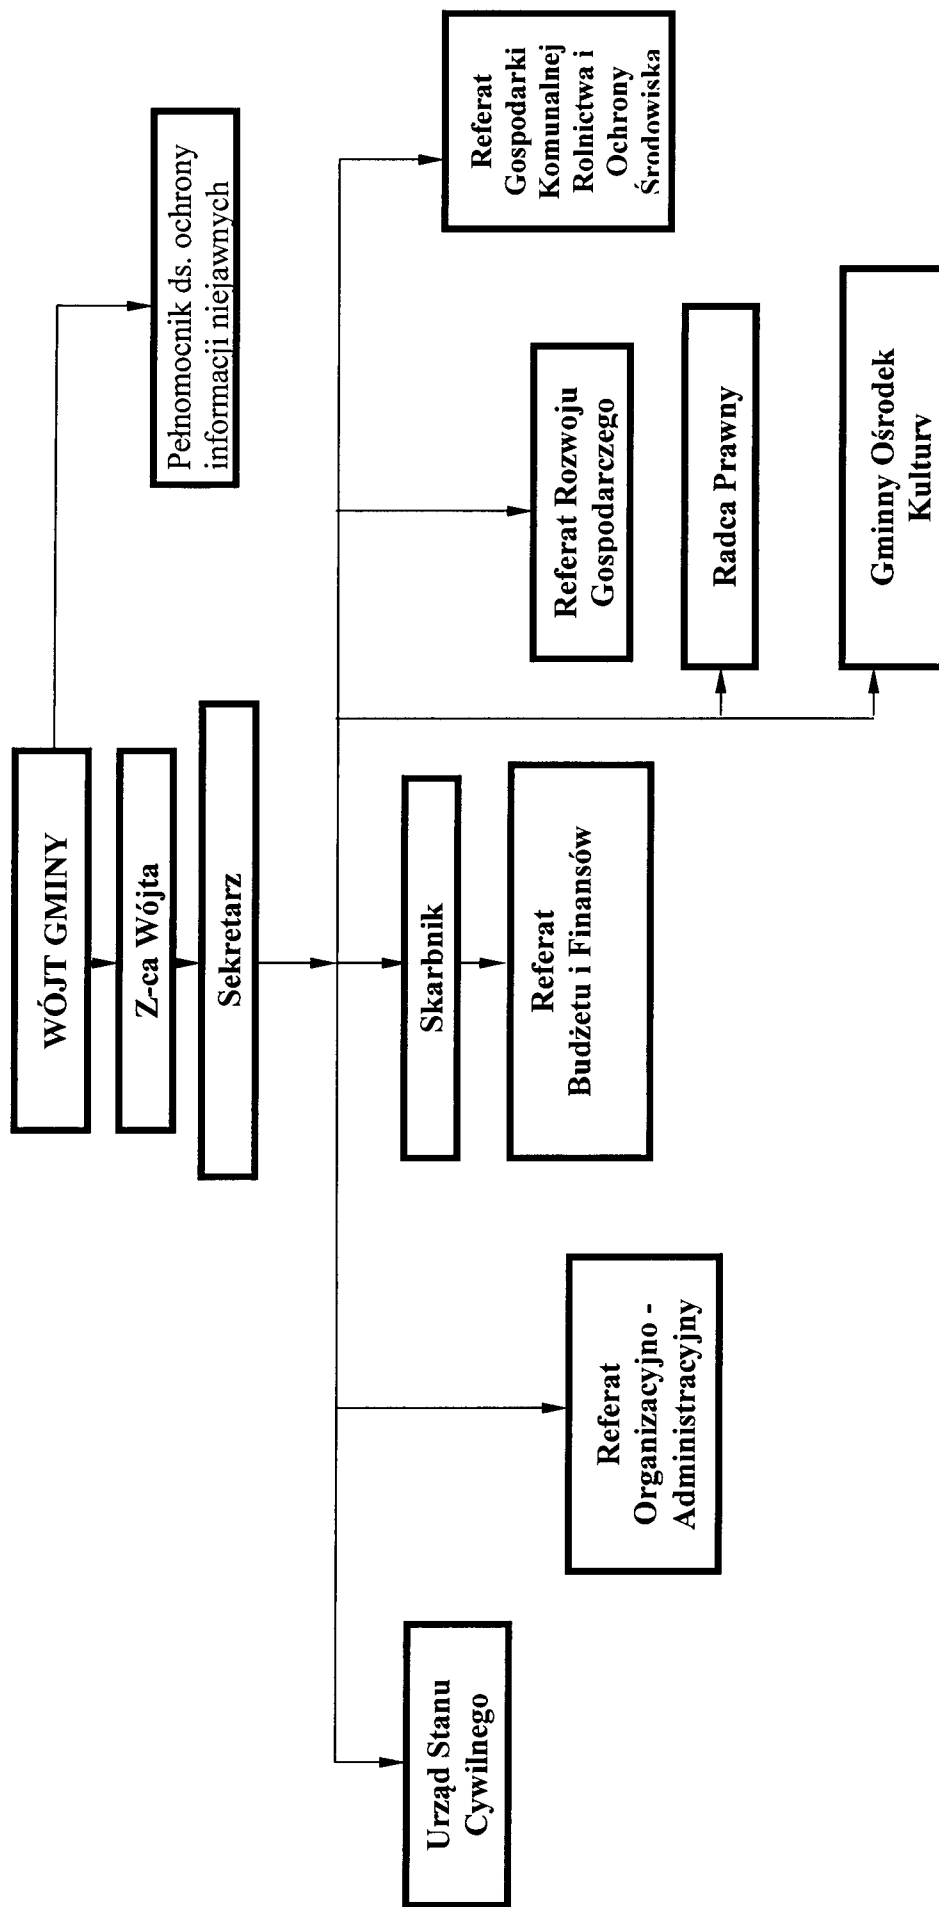 WÓJT GMINY
Pełnomocnik ds. ochrony
informacji niejawnych
Z-ca Wójta
Sekretarz
Urząd Stanu
Cywilnego
Referat
Organizacyjno -
Administracyjny
Skarbnik
Referat
Budżetu i Finansów
Referat Rozwoju
Gospodarczego
Referat
Gospodarki
Komunalnej
Rolnictwa i
Ochrony
Środowiska
Radca Prawny
Gminny Ośrodek
Kultury